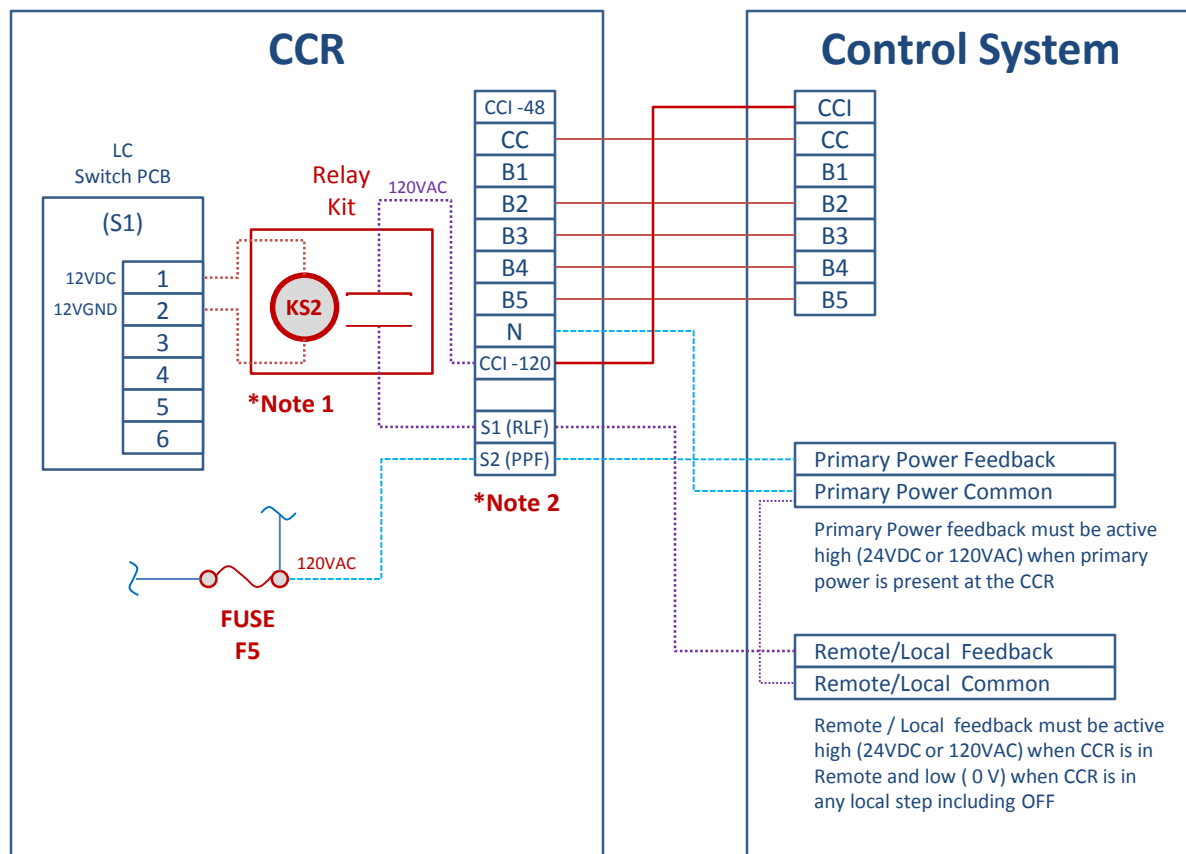 CCR
Control System
LC
Switch PCB
(S1)
12VDC
12VGND
1
2
3
4
5
6
Relay
Kit
KS2
*Note 1
120VAC
CCI -48
CC
B1
B2
B3
B4
B5
N
CCI -120
S1 (RLF)
S2 (PPF)
*Note 2
120VAC
FUSE
F5
CCI
CC
B1
B2
B3
B4
B5
Primary Power Feedback
Primary Power Common
Primary Power feedback must be active
high (24VDC or 120VAC) when primary
power is present at the CCR
Remote/Local Feedback
Remote/Local Common
Remote / Local feedback must be active
high (24VDC or 120VAC) when CCR is in
Remote and low ( 0 V) when CCR is in
any local step including OFF